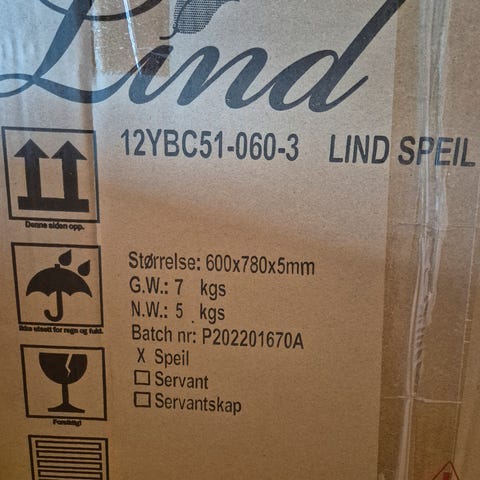 Lind
12YBC51-060-3 LIND SPEIL
Denne siden opp.
Størrelse: 600x780x5mm
G.W.: 7 kgs
N.W.: 5 kgs
Ikke utsett for regn og fukt.
Batch nr: P202201670A
X Speil
Servant
Servantskap
Forsiktig!